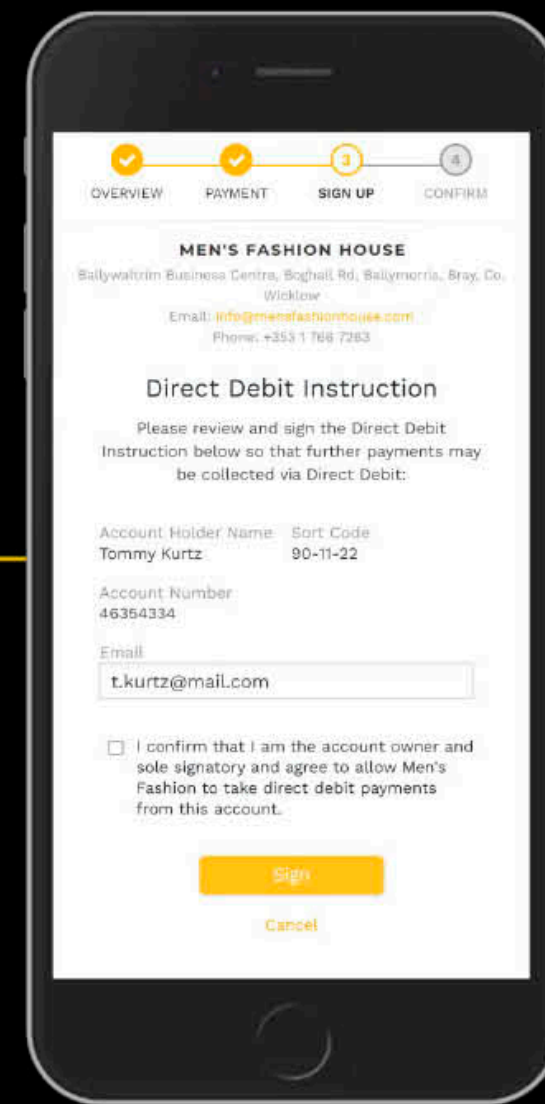 3
4
OVERVIEW PAYMENT SIGN UP CONFIRM
MEN'S FASHION HOUSE
Ballywaltrim Business Centre, Boghall Rd, Ballymorris, Bray, Co.
Wicklow
Email: info@mensfashionhouse.com
Phone: +353 1 766 7263
Direct Debit Instruction
Please review and sign the Direct Debit
Instruction below so that further payments may
be collected via Direct Debit:
Account Holder Name Sort Code
Tommy Kurtz 90-11-22
Account Number
46354334
Email
t.kurtz@mail.com
I confirm that I am the account owner and
sole signatory and agree to allow Men's
Fashion to take direct debit payments
from this account.
Sign
Cancel